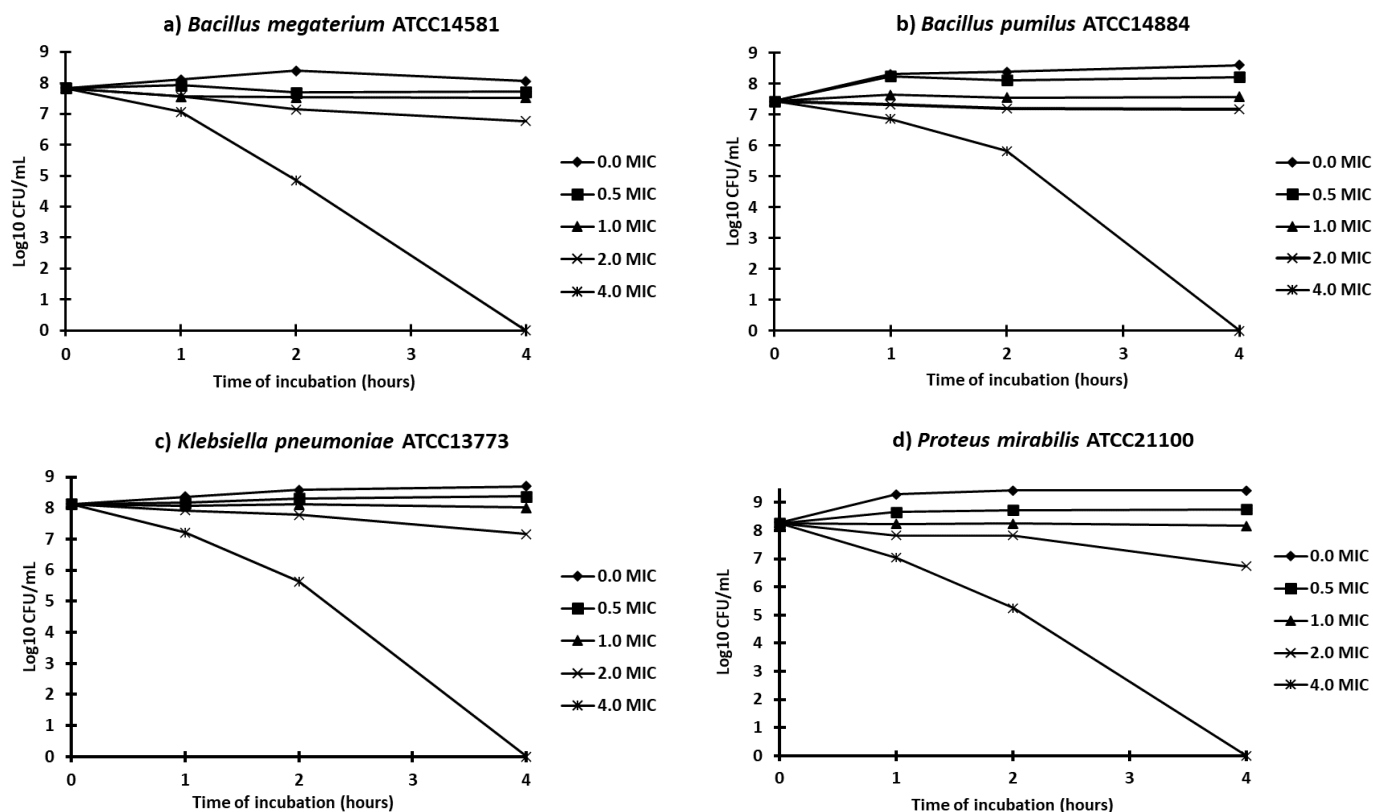 a) Bacillus megaterium ATCC14581
9
8
7
6
5
4
3
2
1
0
Log10 CFU/mL
0 1 2 3 4
Time of incubation (hours)
0.0 MIC
0.5 MIC
1.0 MIC
2.0 MIC
4.0 MIC
b) Bacillus pumilus ATCC14884
9
8
7
6
5
4
3
2
1
0
Log10 CFU/mL
0 1 2 3 4
Time of incubation (hours)
0.0 MIC
0.5 MIC
1.0 MIC
2.0 MIC
4.0 MIC
c) Klebsiella pneumoniae ATCC13773
9
8
7
6
5
4
3
2
1
0
Log10 CFU/mL
0 1 2 3 4
Time of incubation (hours)
0.0 MIC
0.5 MIC
1.0 MIC
2.0 MIC
4.0 MIC
d) Proteus mirabilis ATCC21100
9
8
7
6
5
4
3
2
1
0
Log10 CFU/mL
0 1 2 3 4
Time of incubation (hours)
0.0 MIC
0.5 MIC
1.0 MIC
2.0 MIC
4.0 MIC